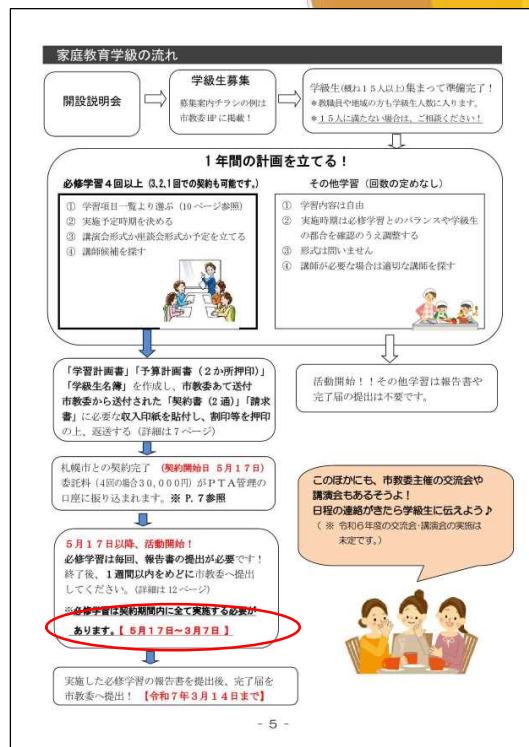 家庭教育学級の流れ
開設説明会
学級生募集
募集案内チラシの例は
市教委HPに掲載!
学級生(概ね15人以上)集まって準備完了!
*教職員や地域の方も学級生人数に入ります。
*15人に満たない場合は、ご相談ください!
1年間の計画を立てる!
必修学習4回以上(3,2,1回での契約も可能です。)
① 学習項目一覧より選ぶ(10ページ参照)
② 実施予定時期を決める
③ 講演会形式か座談会形式か予定を立てる
④ 講師候補を探す
その他学習(回数の定めなし)
① 学習内容は自由
② 実施時期は必修学習とのバランスや学級生
の都合を確認のうえ調整する
③ 形式は問いません
④ 講師が必要な場合は適切な講師を探す
「学習計画書」「予算計画書(2か所押印)」
「学級生名簿」を作成し、市教委あて送付
市教委から送付された「契約書(2通)」「請求
書」に必要な収入印紙を貼付し、割印等を押印
の上、返送する(詳細は7ページ)
活動開始!!その他学習は報告書や
完了届の提出は不要です。
札幌市との契約完了(契約開始日 5月17日)
委託料(4回の場合30,000円)がPTA管理の
口座に振り込まれます。※ P.7参照
5月17日以降、活動開始!
必修学習は毎回、報告書の提出が必要です!
終了後、1週間以内をめどに市教委へ提出
してください。(詳細は12ページ)
※必修学習は契約期間内に全て実施する必要が
あります。【 5月17日~3月7日 】
このほかにも、市教委主催の交流会や
講演会もあるそうよ!
日程の連絡がきたら学級生に伝えよう♪
(※ 令和6年度の交流会・講演会の実施は
未定です。)
実施した必修学習の報告書を提出後、完了届を
市教委へ提出!【令和7年3月14日まで】
- 5 -